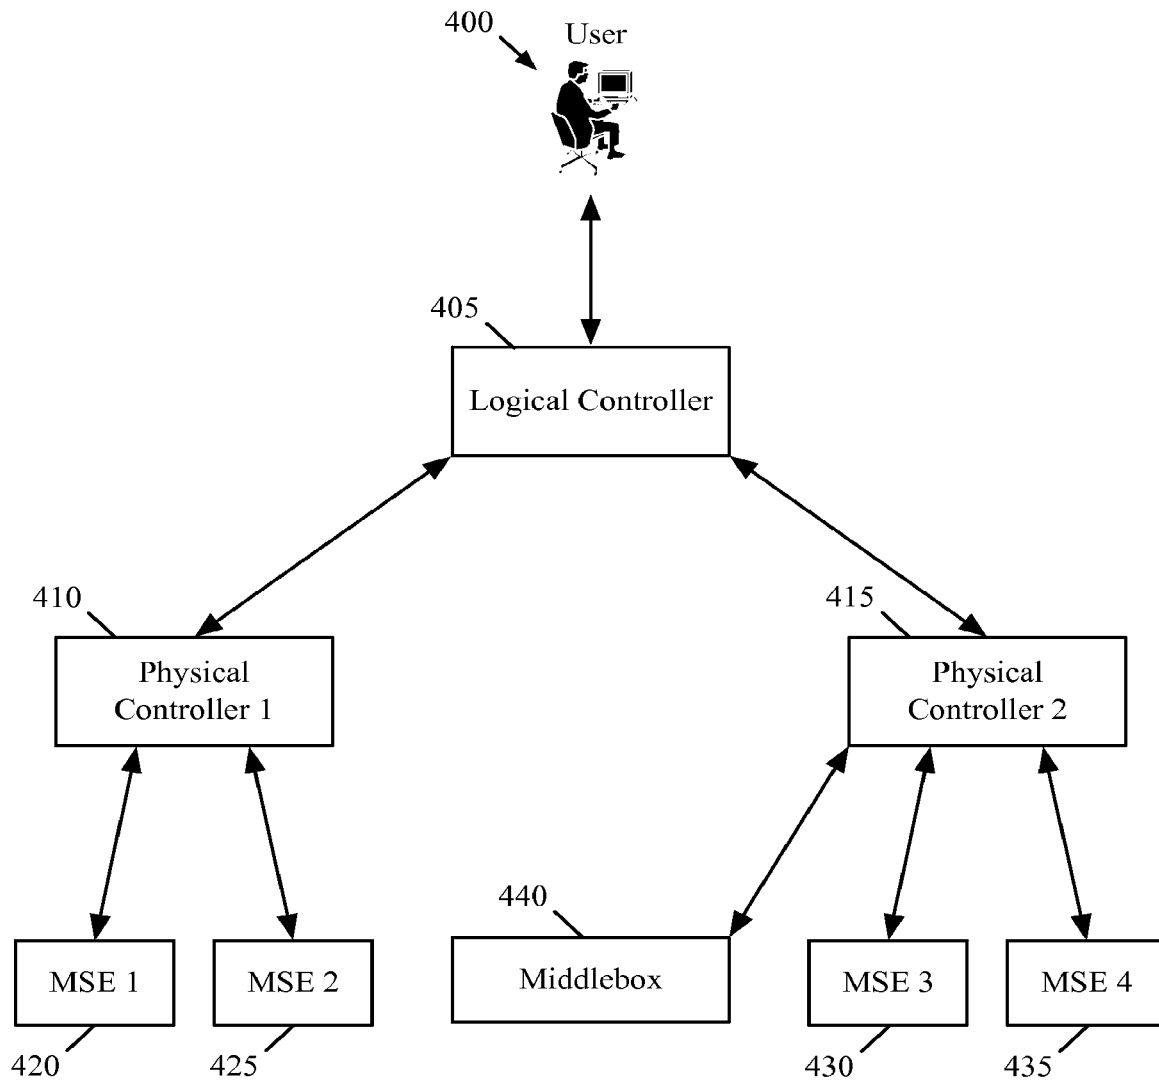 400
User
405
Logical Controller
410
415
Physical
Controller 1
Physical
Controller 2
440
MSE 1
MSE 2
Middlebox
MSE 3
MSE 4
420
425
430
435